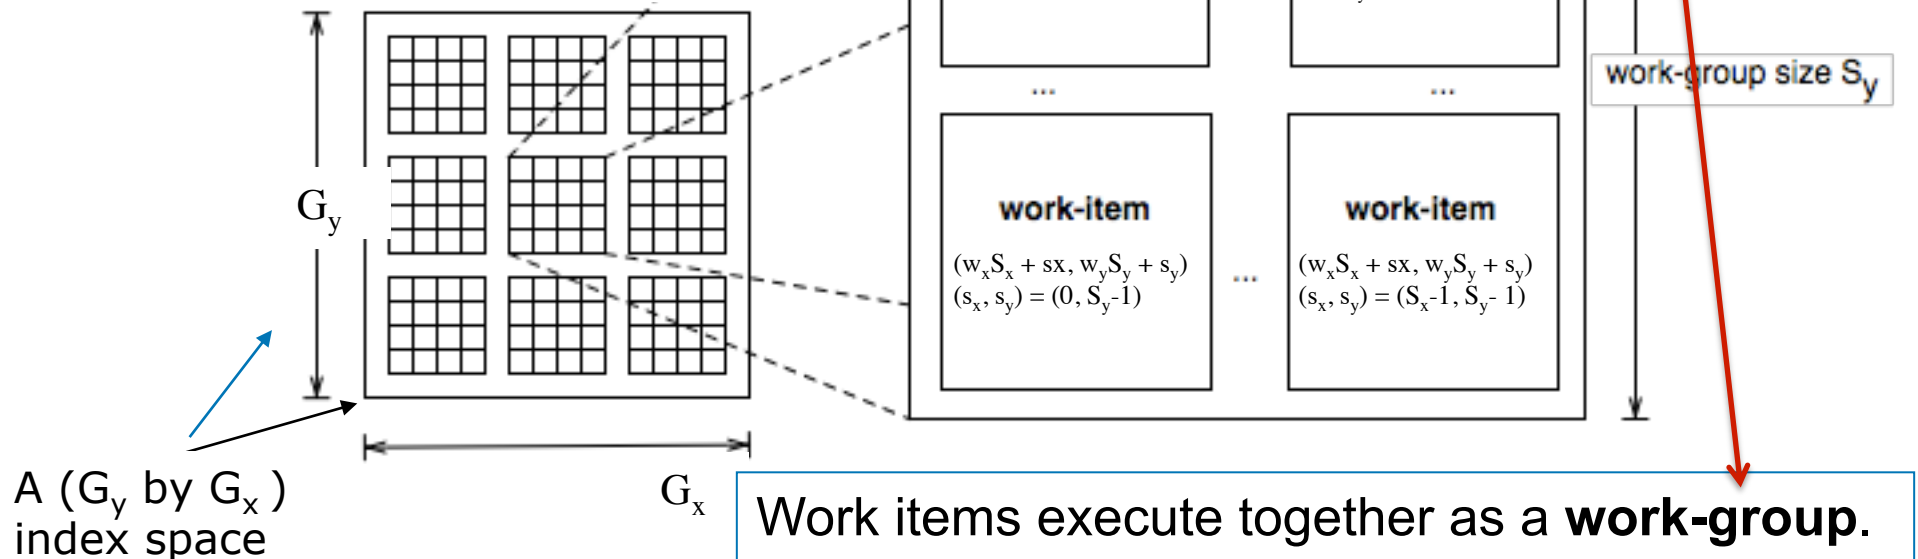 work-group size Sy
...
...
Gy
work-item
work-item
(wxSx + sx, wySy + sy)
(sx, sy) = (0, Sy-1)
...
(wxSx + sx, wySy + sy)
(sx, sy) = (Sx-1, Sy- 1)
A (Gy by Gx )
index space
Gx
Work items execute together as a work-group.